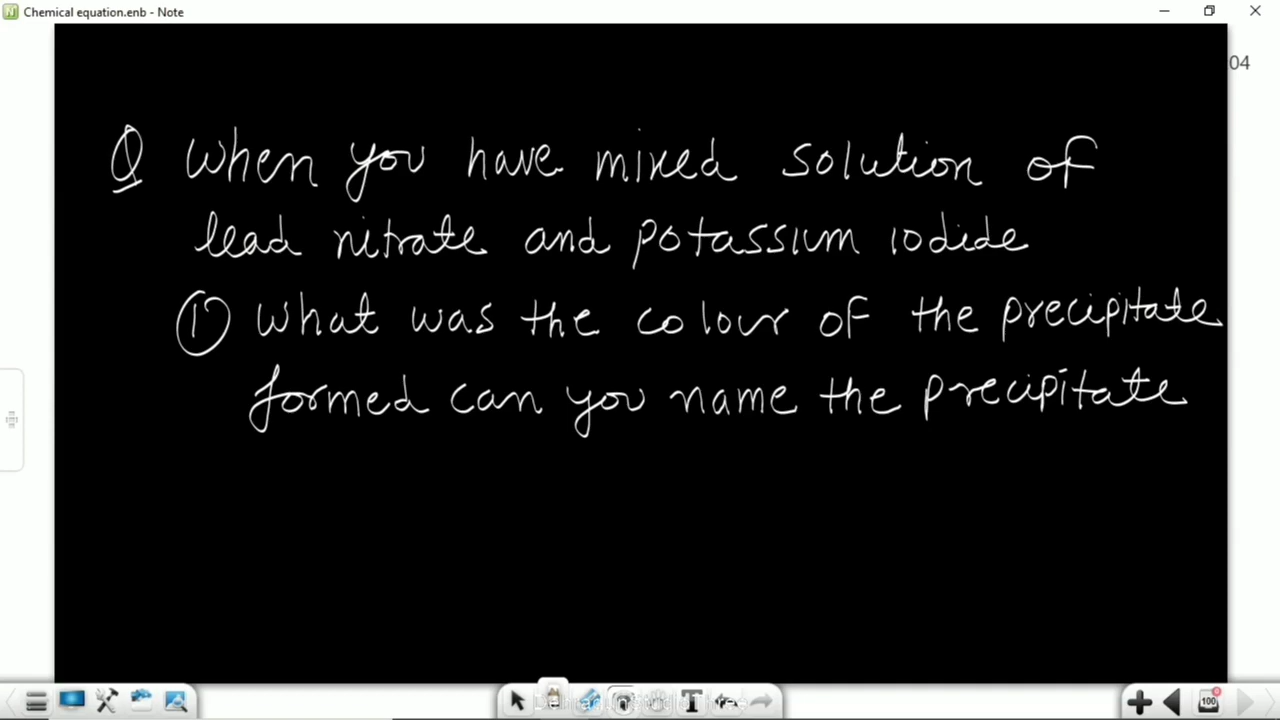 Chemical equation.enb - Note
04
Q When you have mixed solution of
lead nitrate and potassium iodide
① What was the colour of the precipitate
formed can you name the precipitate
100